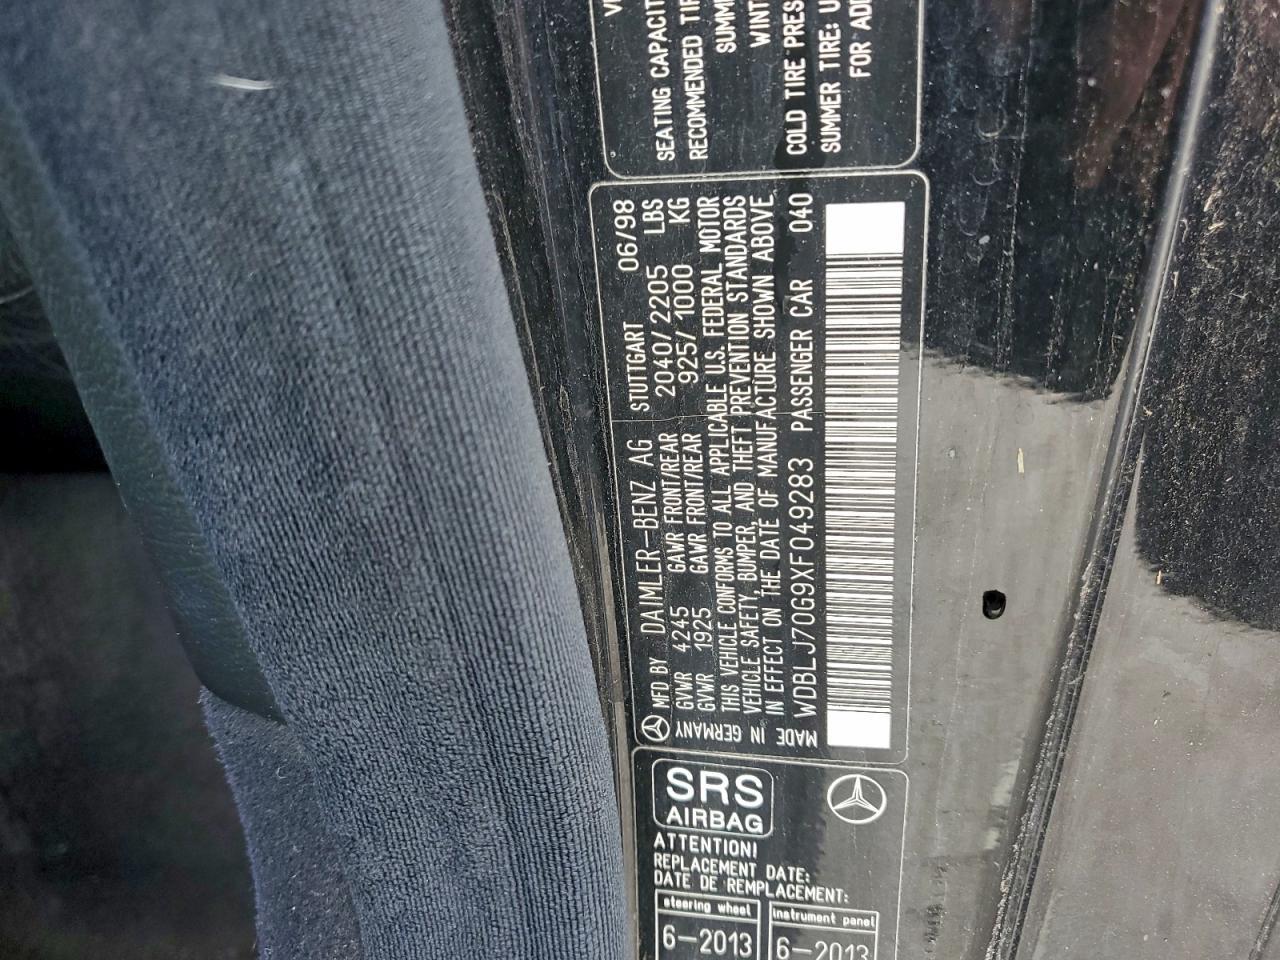 SEATING CAPACIT
RECOMMENDED TIR
SUMM
WINT
COLD TIRE PRES
SUMMER TIRE: U
FOR ADD
MFD BY DAIMLER-BENZ AG STUTTGART 06/98
GVWR 4245 GAWR FRONT/REAR 2040/2205 LBS
GVWR 1925 GAWR FRONT/REAR 925/1000 KG
THIS VEHICLE CONFORMS TO ALL APPLICABLE U.S. FEDERAL MOTOR
VEHICLE SAFETY, BUMPER, AND THEFT PREVENTION STANDARDS
IN EFFECT ON THE DATE OF MANUFACTURE SHOWN ABOVE
WDBLJ70G9XF049283 PASSENGER CAR 040
MADE IN GERMANY
SRS
AIRBAG
ATTENTION!
REPLACEMENT DATE:
DATE DE REMPLACEMENT:
steering wheel
6-2013
instrument panel
6-2013